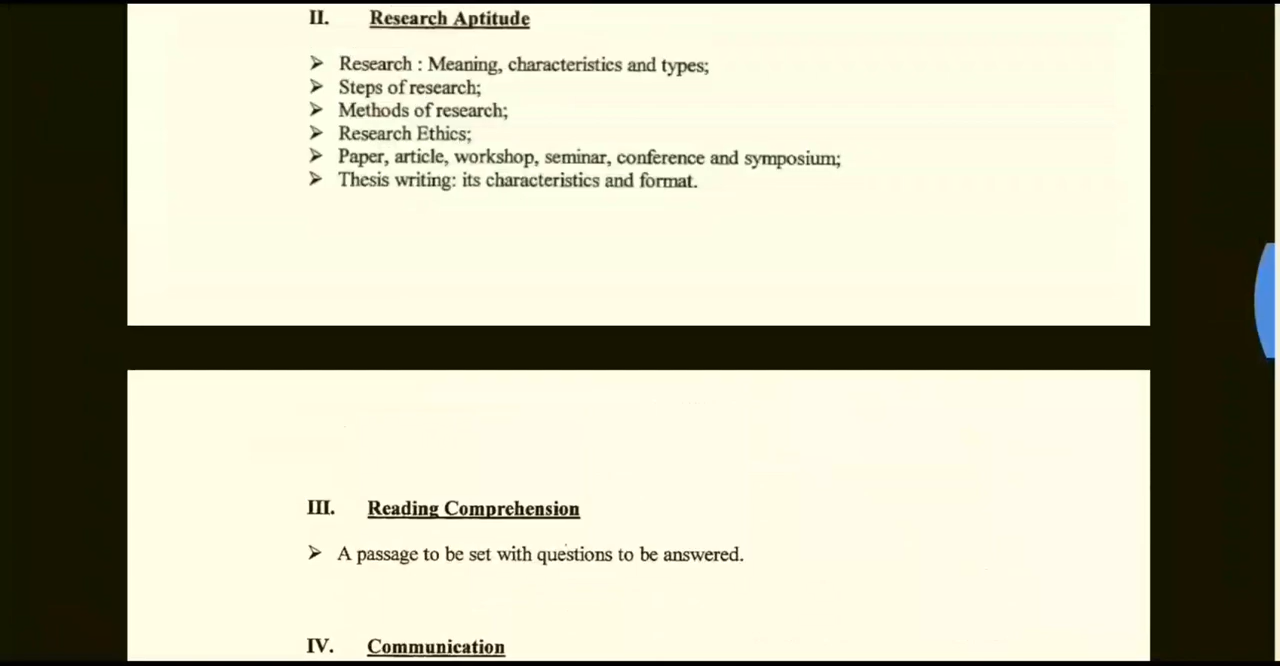 II. Research Aptitude
➤ Research : Meaning, characteristics and types;
➤ Steps of research;
➤ Methods of research;
➤ Research Ethics;
➤ Paper, article, workshop, seminar, conference and symposium;
➤ Thesis writing: its characteristics and format.
III. Reading Comprehension
➤ A passage to be set with questions to be answered.
IV. Communication